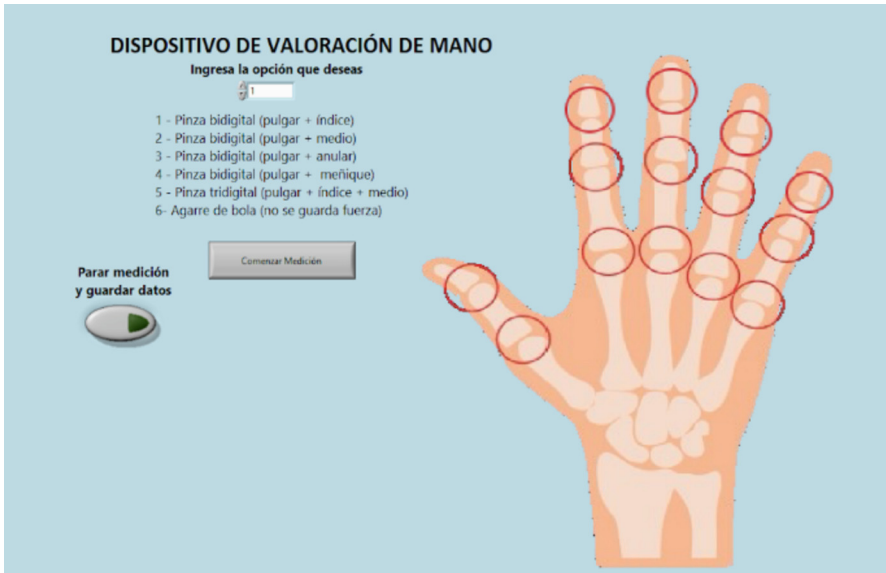 DISPOSITIVO DE VALORACIÓN DE MANO
Ingresa la opción que deseas
1
1 - Pinza bidigital (pulgar + índice)
2 - Pinza bidigital (pulgar + medio)
3 - Pinza bidigital (pulgar + anular)
4 - Pinza bidigital (pulgar + meñique)
5 - Pinza tridigital (pulgar + índice + medio)
6- Agarre de bola (no se guarda fuerza)
Comenzar Medición
Parar medición
y guardar datos